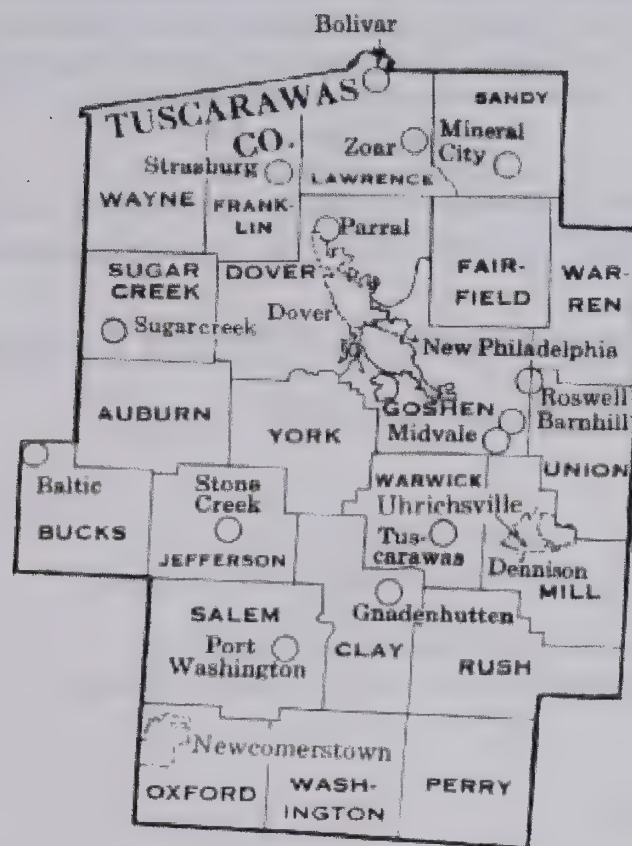 Bolivar
TUSCARAWAS
CO.
SANDY
Mineral
City
Zoar
Strasburg
LAWRENCE
WAYNE
FRANK-
LIN
Parral
SUGAR
CREEK
DOVER
FAIR-
FIELD
WAR-
REN
Sugarcreek
Dover
New Philadelphia
AUBURN
YORK
GOSHEN
Midvale
Roswell
Barnhill
UNION
Baltic
BUCKS
Stone
Creek
JEFFERSON
WARWICK
Uhrichsville
Tus-
carawas
Dennison
MILL
SALEM
Port
Washington
Gnadenhutten
CLAY
RUSH
Newcomerstown
OXFORD
WASH-
INGTON
PERRY